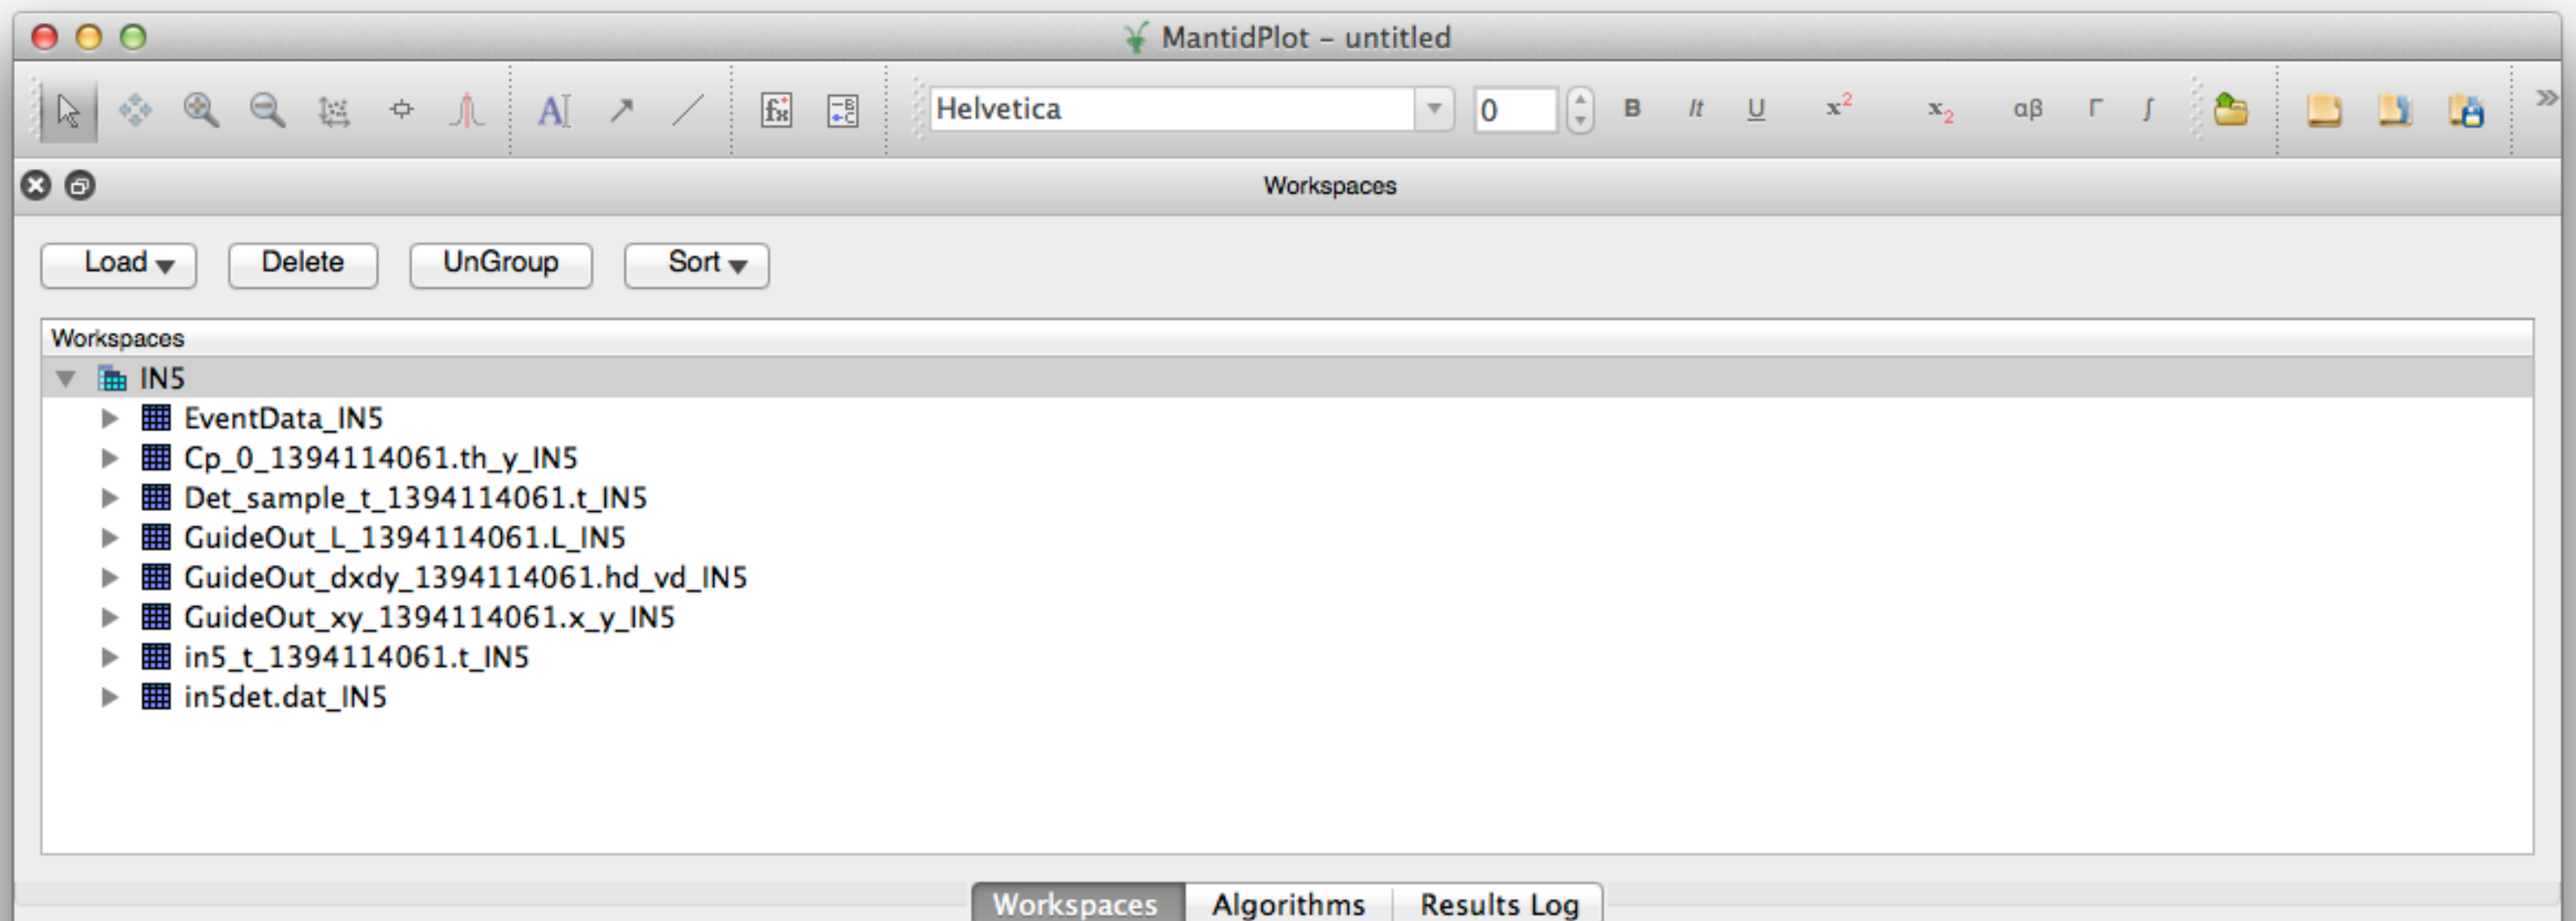 MantidPlot – untitled
Helvetica 0 B It U x2 x2 αβ Γ ∫
Workspaces
Load Delete UnGroup Sort
Workspaces
IN5
EventData_IN5
Cp_0_1394114061.th_y_IN5
Det_sample_t_1394114061.t_IN5
GuideOut_L_1394114061.L_IN5
GuideOut_dxdy_1394114061.hd_vd_IN5
GuideOut_xy_1394114061.x_y_IN5
in5_t_1394114061.t_IN5
in5det.dat_IN5
Workspaces Algorithms Results Log